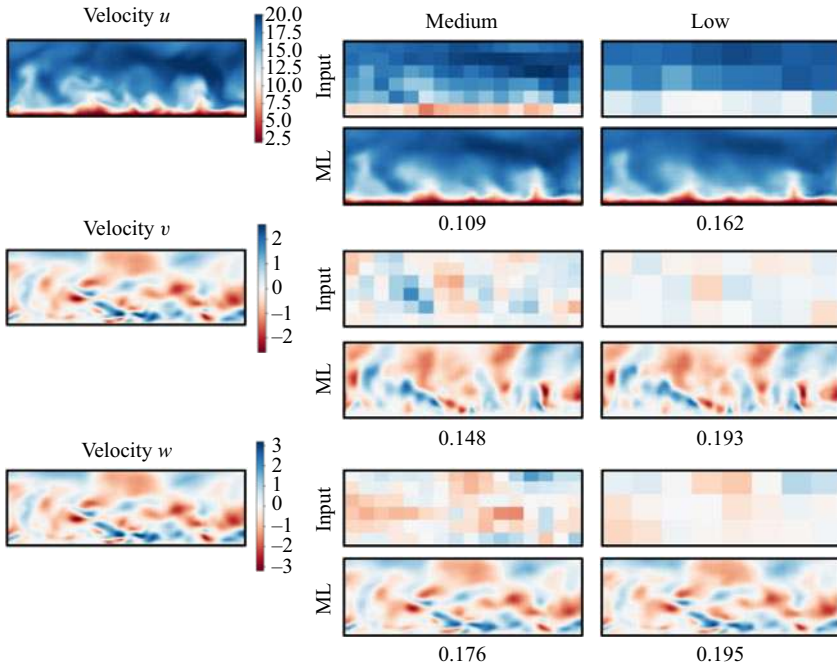 Velocity u
20.0
17.5
15.0
12.5
10.0
7.5
5.0
2.5
Medium
Low
Input
ML
0.109
0.162
Velocity v
2
1
0
−1
−2
Input
ML
0.148
0.193
Velocity w
3
2
1
0
−1
−2
−3
Input
ML
0.176
0.195